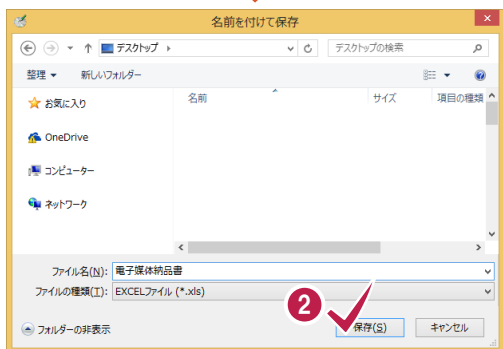 名前を付けて保存
デスクトップ
デスクトップの検索
整理 新しいフォルダー
名前 サイズ 項目の種類
お気に入り
OneDrive
コンピューター
ネットワーク
ファイル名(N): 電子媒体納品書
ファイルの種類(T): EXCELファイル (*.xls)
2
フォルダーの非表示
保存(S) キャンセル